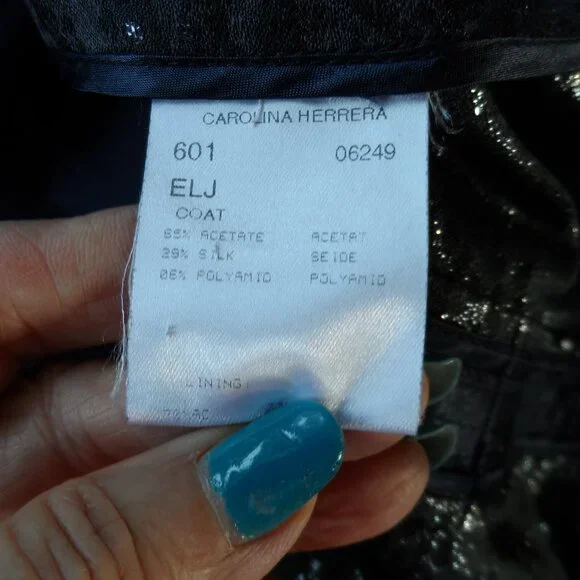 CAROLINA HERRERA
601 06249
ELJ
COAT
65% ACETATE ACETAT
29% SILK SEIDE
06% POLYAMID POLYAMID
LINING